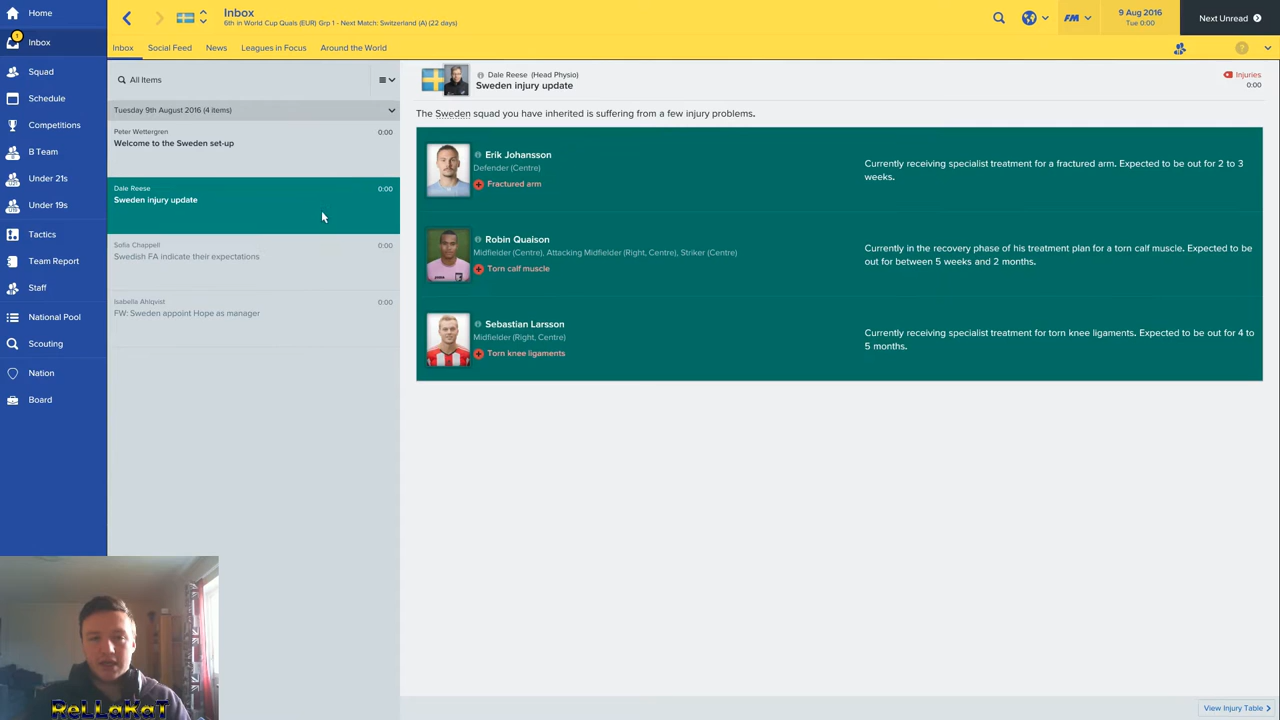 Home
Inbox
6th in World Cup Quals (EUR) Grp 1 - Next Match: Switzerland (A) (22 days)
FM
9 Aug 2016
Tue 0:00
Next Unread
1
Inbox
Inbox
Social Feed
News
Leagues in Focus
Around the World
Squad
Schedule
Competitions
B Team
Under 21s
Under 19s
Tactics
Team Report
Staff
National Pool
Scouting
Nation
Board
All Items
Tuesday 9th August 2016 (4 items)
Peter Wettergren
0:00
Welcome to the Sweden set-up
Dale Reese
0:00
Sweden injury update
Sofia Chappell
0:00
Swedish FA indicate their expectations
Isabella Ahlqvist
0:00
FW: Sweden appoint Hope as manager
Dale Reese (Head Physio)
Sweden injury update
Injuries
0:00
The Sweden squad you have inherited is suffering from a few injury problems.
Erik Johansson
Defender (Centre)
Fractured arm
Currently receiving specialist treatment for a fractured arm. Expected to be out for 2 to 3
weeks.
Robin Quaison
Midfielder (Centre), Attacking Midfielder (Right, Centre), Striker (Centre)
Torn calf muscle
Currently in the recovery phase of his treatment plan for a torn calf muscle. Expected to be
out for between 5 weeks and 2 months.
Sebastian Larsson
Midfielder (Right, Centre)
Torn knee ligaments
Currently receiving specialist treatment for torn knee ligaments. Expected to be out for 4 to
5 months.
ReLLaKaT
View Injury Table